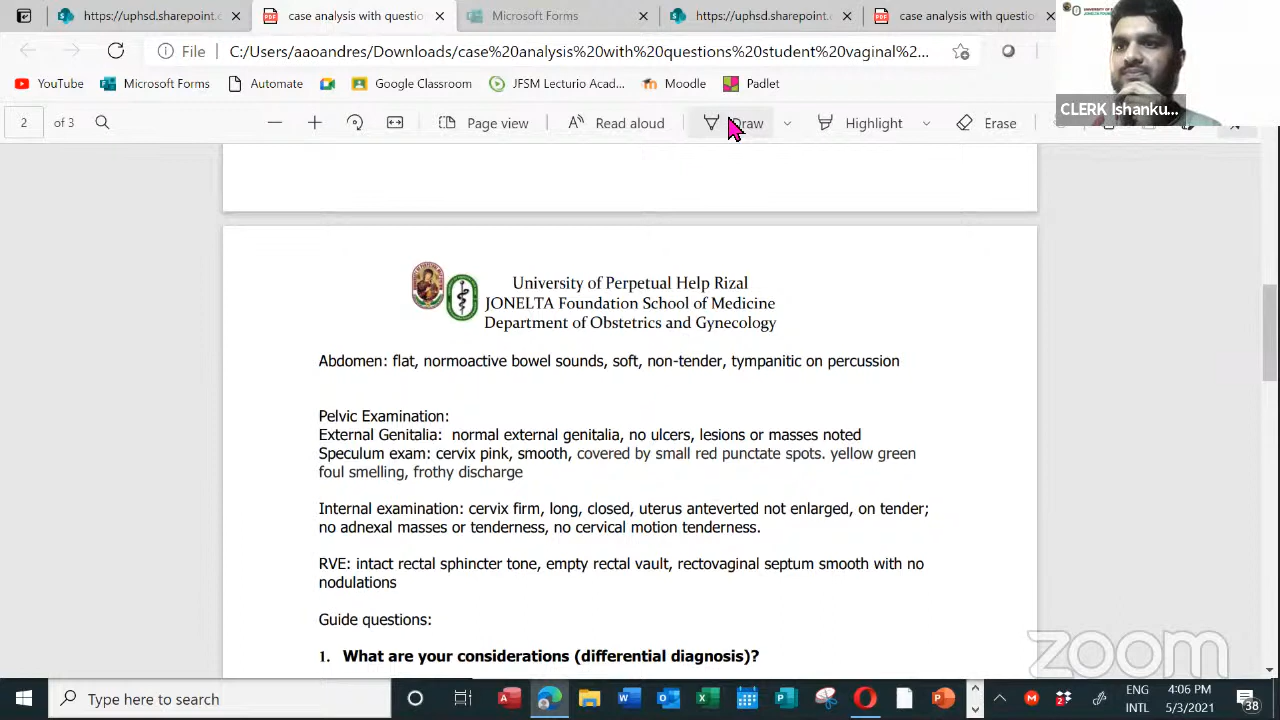 https://uphsd.sharepoint.c
case analysis with
Microsoft Forms
https://uphsd.sharepoint
case analysis with questio
File
C:/Users/aaoandres/Downloads/case%20analysis%20with%20questions%20student%20vaginal%2...
YouTube
Microsoft Forms
Automate
Google Classroom
JFSM Lecturio Acad...
Moodle
Padlet
CLERK Ishanku...
2 of 3
Page view
Read aloud
Draw
Highlight
Erase
University of Perpetual Help Rizal
JONELTA Foundation School of Medicine
Department of Obstetrics and Gynecology
Abdomen: flat, normoactive bowel sounds, soft, non-tender, tympanitic on percussion
Pelvic Examination:
External Genitalia: normal external genitalia, no ulcers, lesions or masses noted
Speculum exam: cervix pink, smooth, covered by small red punctate spots. yellow green
foul smelling, frothy discharge
Internal examination: cervix firm, long, closed, uterus anteverted not enlarged, on tender;
no adnexal masses or tenderness, no cervical motion tenderness.
RVE: intact rectal sphincter tone, empty rectal vault, rectovaginal septum smooth with no
nodulations
Guide questions:
1. What are your considerations (differential diagnosis)?
zoom
Type here to search
ENG
INTL
4:06 PM
5/3/2021
38